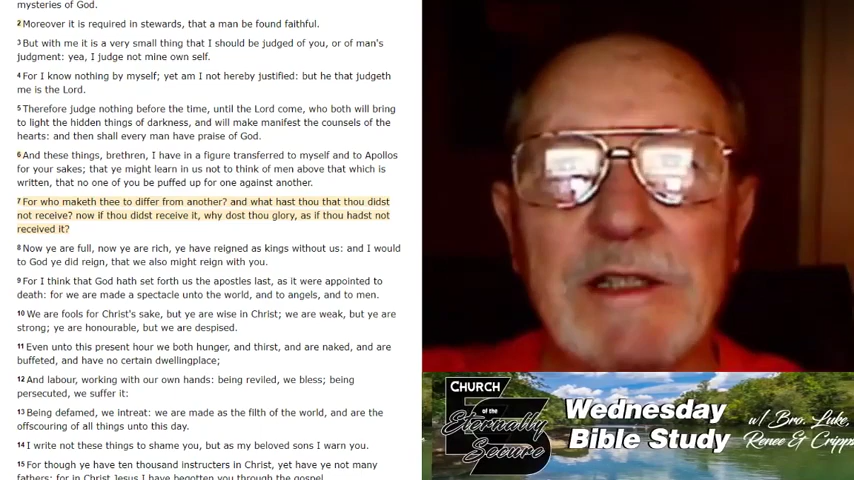 mysteries of God.
2 Moreover it is required in stewards, that a man be found faithful.
3 But with me it is a very small thing that I should be judged of you, or of man's
judgment: yea, I judge not mine own self.
4 For I know nothing by myself; yet am I not hereby justified: but he that judgeth
me is the Lord.
5 Therefore judge nothing before the time, until the Lord come, who both will bring
to light the hidden things of darkness, and will make manifest the counsels of the
hearts: and then shall every man have praise of God.
6 And these things, brethren, I have in a figure transferred to myself and to Apollos
for your sakes; that ye might learn in us not to think of men above that which is
written, that no one of you be puffed up for one against another.
7 For who maketh thee to differ from another? and what hast thou that thou didst
not receive? now if thou didst receive it, why dost thou glory, as if thou hadst not
received it?
8 Now ye are full, now ye are rich, ye have reigned as kings without us: and I would
to God ye did reign, that we also might reign with you.
9 For I think that God hath set forth us the apostles last, as it were appointed to
death: for we are made a spectacle unto the world, and to angels, and to men.
10 We are fools for Christ's sake, but ye are wise in Christ; we are weak, but ye are
strong; ye are honourable, but we are despised.
11 Even unto this present hour we both hunger, and thirst, and are naked, and are
buffeted, and have no certain dwellingplace;
12 And labour, working with our own hands: being reviled, we bless; being
persecuted, we suffer it:
13 Being defamed, we intreat: we are made as the filth of the world, and are the
offscouring of all things unto this day.
14 I write not these things to shame you, but as my beloved sons I warn you.
15 For though ye have ten thousand instructers in Christ, yet have ye not many
fathers: for in Christ Jesus I have begotten you through the gospel.
CHURCH
of the
Eternally
Secure
Wednesday
Bible Study
w/ Bro. Luke,
Renee & Cripps